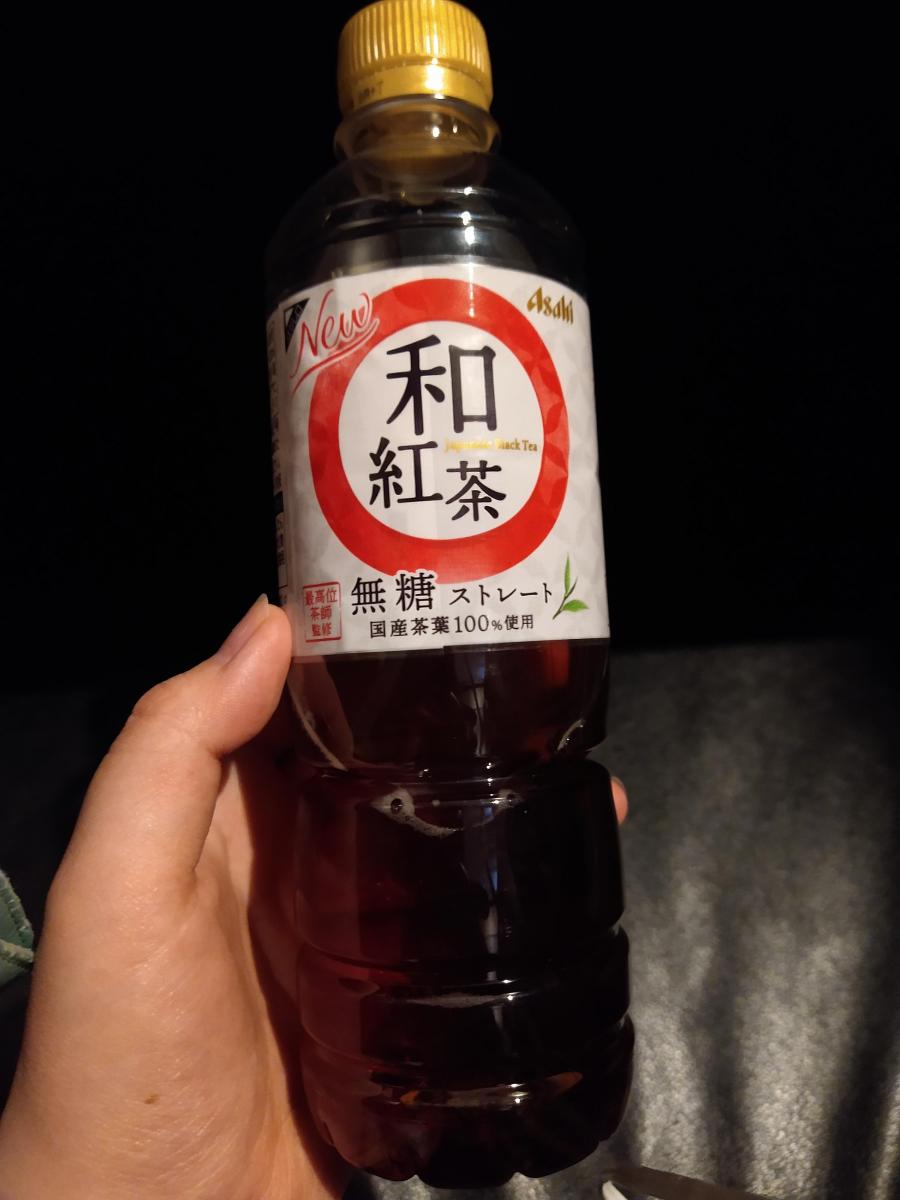 New
Asahi
和
紅茶
Japanese Black Tea
無糖 ストレート
国産茶葉100%使用
最高位
茶師
監修